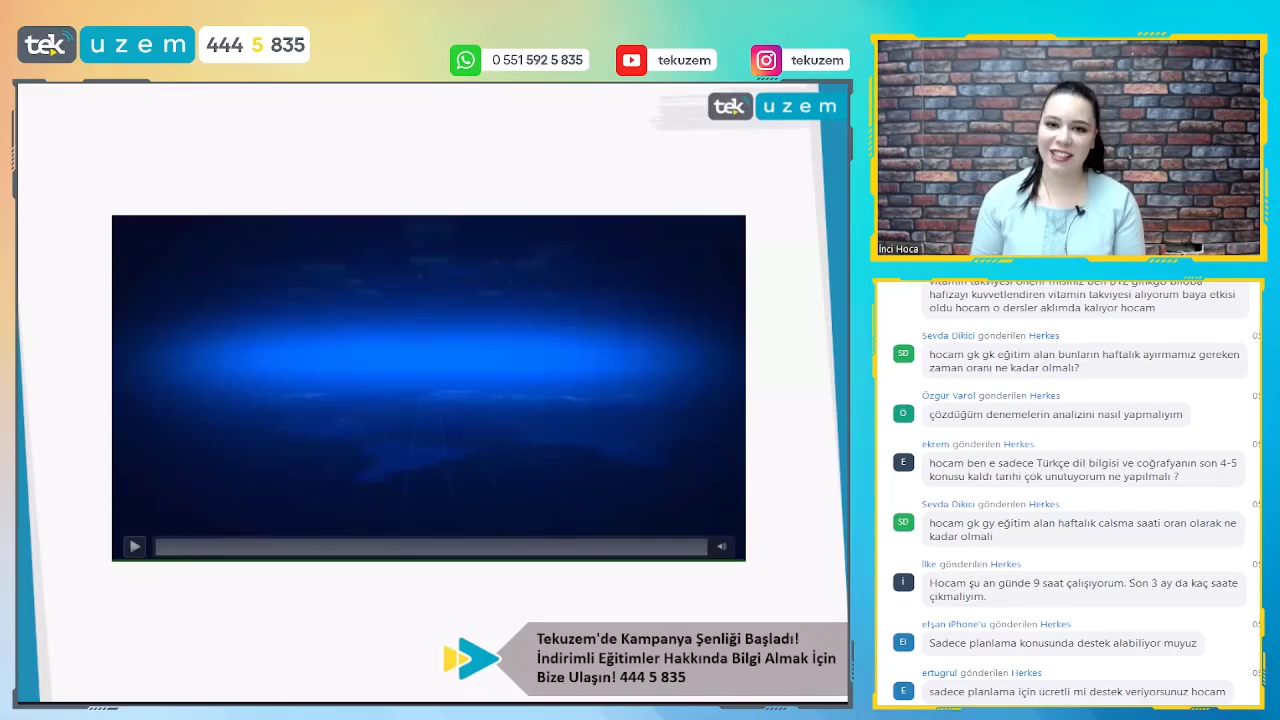 tek uzem 444 5 835
0 551 592 5 835
tekuzem
tekuzem
tek uzem
İnci Hoca
hafızayı kuvvetlendiren vitamin takviyesi alıyorum baya etkisi
oldu hocam o dersler aklımda kalıyor hocam
Sevda Dikici gönderilen Herkes
SD
hocam gk gk eğitim alan bunların haftalık ayırmamız gereken
zaman oranı ne kadar olmalı?
Özgür Varol gönderilen Herkes
Ö
çözdüğüm denemelerin analizini nasıl yapmalıyım
ekrem gönderilen Herkes
E
hocam ben e sadece Türkçe dil bilgisi ve coğrafyanın son 4-5
konusu kaldı tarihi çok unutuyorum ne yapılmalı ?
Sevda Dikici gönderilen Herkes
SD
hocam gk gy eğitim alan haftalık calsma saati oran olarak ne
kadar olmali
İlke gönderilen Herkes
İ
Hocam şu an günde 9 saat çalışıyorum. Son 3 ay da kaç saate
çıkmaliyım.
efşan iPhone'u gönderilen Herkes
Eİ
Sadece planlama konusunda destek alabiliyor muyuz
ertugrul gönderilen Herkes
E
sadece planlama için ücretli mi destek veriyorsunuz hocam
Tekuzem'de Kampanya Şenliği Başladı!
İndirimli Eğitimler Hakkında Bilgi Almak İçin
Bize Ulaşın! 444 5 835